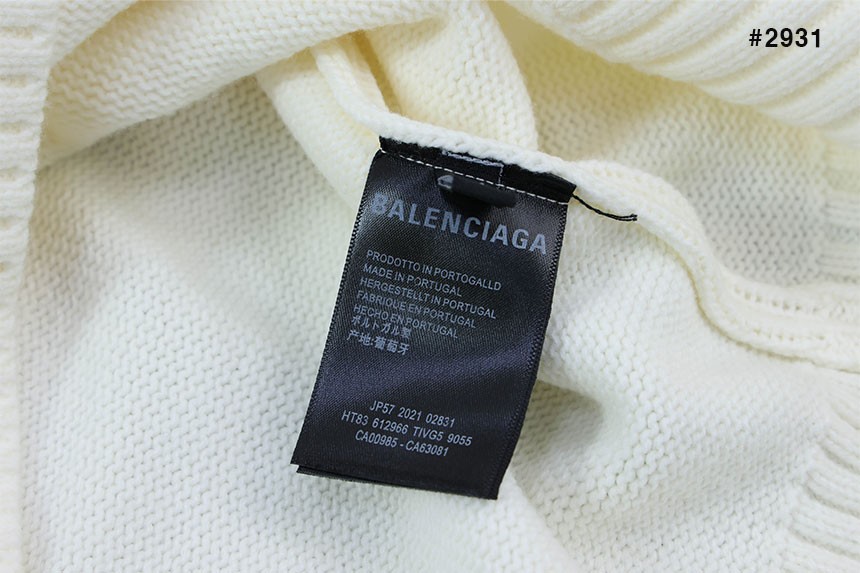 #2931
BALENCIAGA
PRODOTTO IN PORTOGALLD
MADE IN PORTUGAL
HERGESTELLT IN PORTUGAL
FABRIQUE EN PORTUGAL
HECHO EN PORTUGAL
ポルトガル製
产地:葡萄牙
JP57 2021 02831
HT83 612966 TIVG5 9055
CA00985 - CA63081